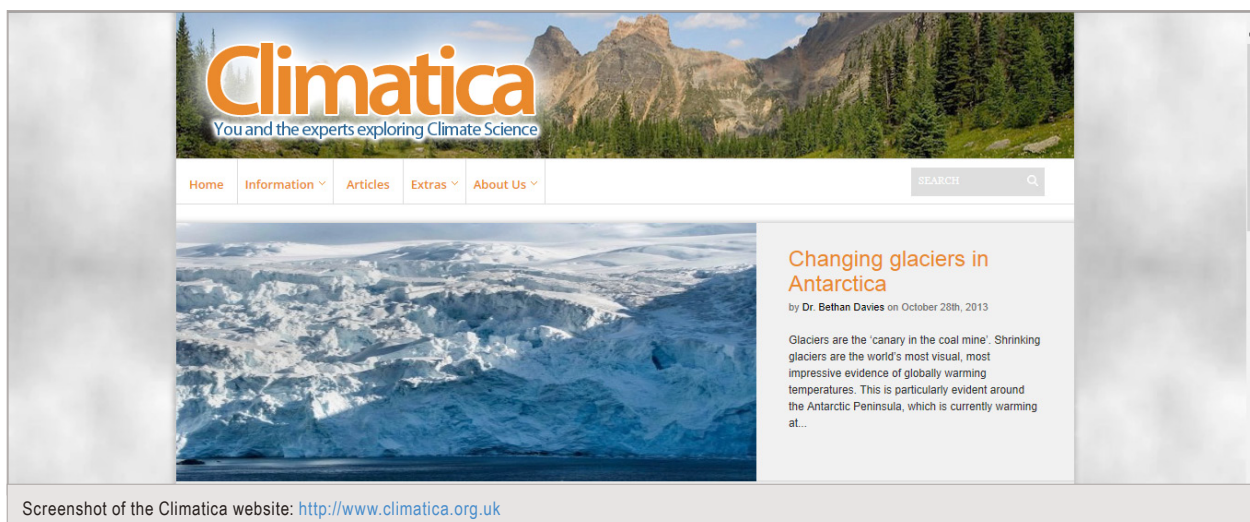 Climatica
You and the experts exploring Climate Science
Home Information Articles Extras About Us SEARCH
Changing glaciers in
Antarctica
by Dr. Bethan Davies on October 28th, 2013
Glaciers are the 'canary in the coal mine'. Shrinking
glaciers are the world's most visual, most
impressive evidence of globally warming
temperatures. This is particularly evident around
the Antarctic Peninsula, which is currently warming
at...
Screenshot of the Climatica website: http://www.climatica.org.uk